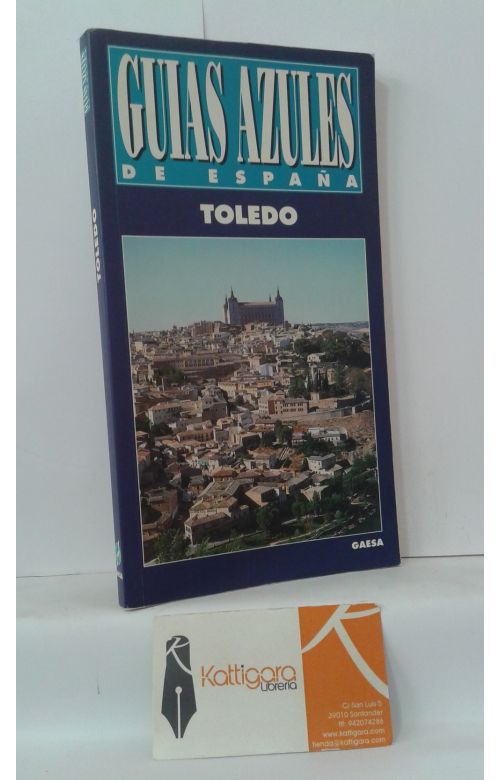 GUIAS AZULES
DE ESPAÑA
TOLEDO
TOLEDO
GAESA
Kattigara
Librería
C/ San Luis 5
39010 Santander
tlf: 942074286
www.kattigara.com
tienda@kattigara.com